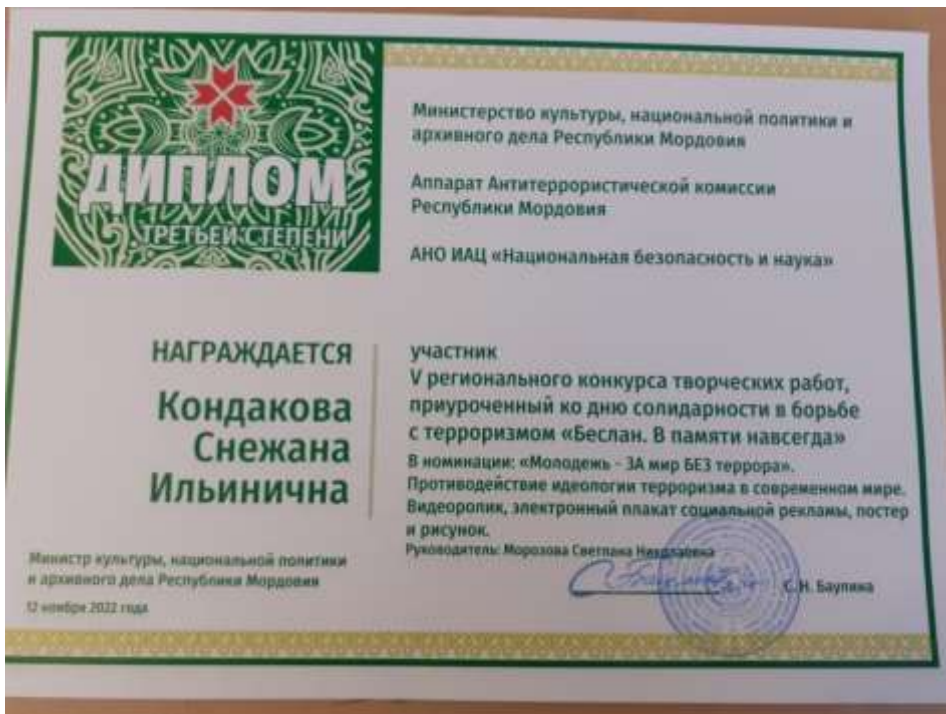 ДИПЛОМ
ТРЕТЬЕЙ СТЕПЕНИ
Министерство культуры, национальной политики и
архивного дела Республики Мордовия
Аппарат Антитеррористической комиссии
Республики Мордовия
АНО ИАЦ «Национальная безопасность и наука»
НАГРАЖДАЕТСЯ
Кондакова
Снежана
Ильинична
участник
V регионального конкурса творческих работ,
приуроченный ко дню солидарности в борьбе
с терроризмом «Беслан. В памяти навсегда»
В номинации: «Молодежь - ЗА мир БЕЗ террора».
Противодействие идеологии терроризма в современном мире.
Видеоролик, электронный плакат социальной рекламы, постер
и рисунок.
Руководитель: Морозова Светлана Николаевна
Министр культуры, национальной политики
и архивного дела Республики Мордовия
С. Н. Баулина
12 ноября 2022 года